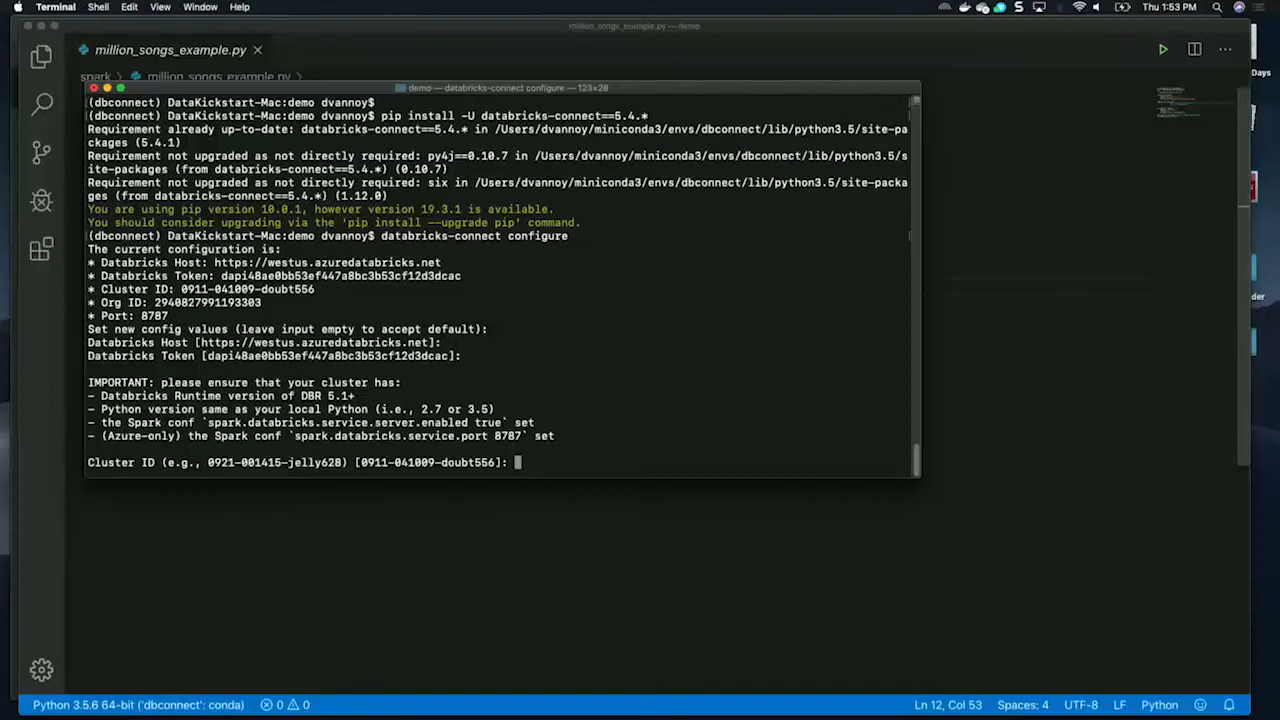 Terminal Shell Edit View Window Help Thu 1:53 PM
million_songs_example.py — demo
million_songs_example.py
Days
spark > million_songs_example.py >
demo — databricks-connect configure — 123×28
(dbconnect) DataKickstart-Mac:demo dvannoy$
(dbconnect) DataKickstart-Mac:demo dvannoy$ pip install -U databricks-connect==5.4.*
Requirement already up-to-date: databricks-connect==5.4.* in /Users/dvannoy/miniconda3/envs/dbconnect/lib/python3.5/site-pa
ckages (5.4.1)
Requirement not upgraded as not directly required: py4j==0.10.7 in /Users/dvannoy/miniconda3/envs/dbconnect/lib/python3.5/s
ite-packages (from databricks-connect==5.4.*) (0.10.7)
Requirement not upgraded as not directly required: six in /Users/dvannoy/miniconda3/envs/dbconnect/lib/python3.5/site-packa
ges (from databricks-connect==5.4.*) (1.12.0)
You are using pip version 10.0.1, however version 19.3.1 is available.
You should consider upgrading via the 'pip install --upgrade pip' command.
(dbconnect) DataKickstart-Mac:demo dvannoy$ databricks-connect configure
The current configuration is:
* Databricks Host: https://westus.azuredatabricks.net
* Databricks Token: dapi48ae0bb53ef447a8bc3b53cf12d3dcac
* Cluster ID: 0911-041009-doubt556
* Org ID: 2940827991193303
* Port: 8787
Set new config values (leave input empty to accept default):
Databricks Host [https://westus.azuredatabricks.net]:
Databricks Token [dapi48ae0bb53ef447a8bc3b53cf12d3dcac]:
IMPORTANT: please ensure that your cluster has:
- Databricks Runtime version of DBR 5.1+
- Python version same as your local Python (i.e., 2.7 or 3.5)
- the Spark conf `spark.databricks.service.server.enabled true` set
- (Azure-only) the Spark conf `spark.databricks.service.port 8787` set
Cluster ID (e.g., 0921-001415-jelly628) [0911-041009-doubt556]:
der
Python 3.5.6 64-bit ('dbconnect': conda) 0 0 Ln 12, Col 53 Spaces: 4 UTF-8 LF Python